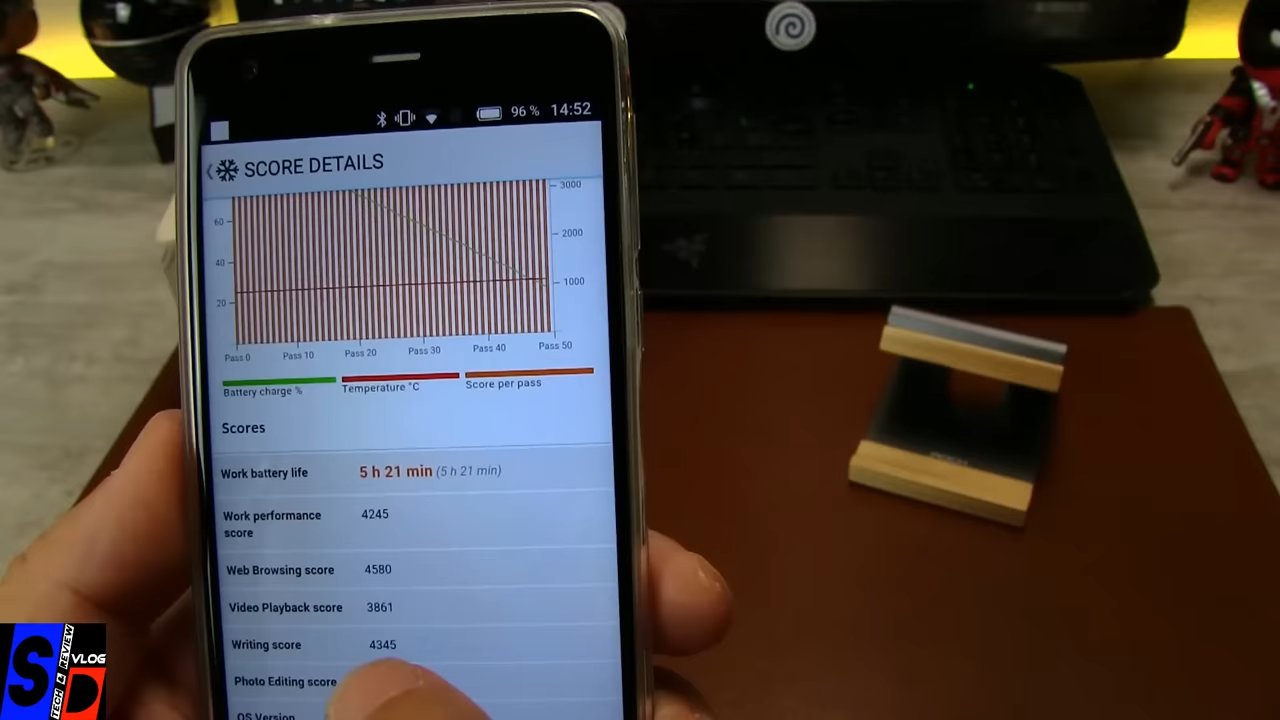 96 % 14:52
SCORE DETAILS
60
40
20
3000
2000
1000
Pass 0 Pass 10 Pass 20 Pass 30 Pass 40 Pass 50
Battery charge % Temperature °C Score per pass
Scores
Work battery life 5 h 21 min (5 h 21 min)
Work performance score 4245
Web Browsing score 4580
Video Playback score 3861
Writing score 4345
Photo Editing score
OS Version
SD TECH & REVIEW VLOG